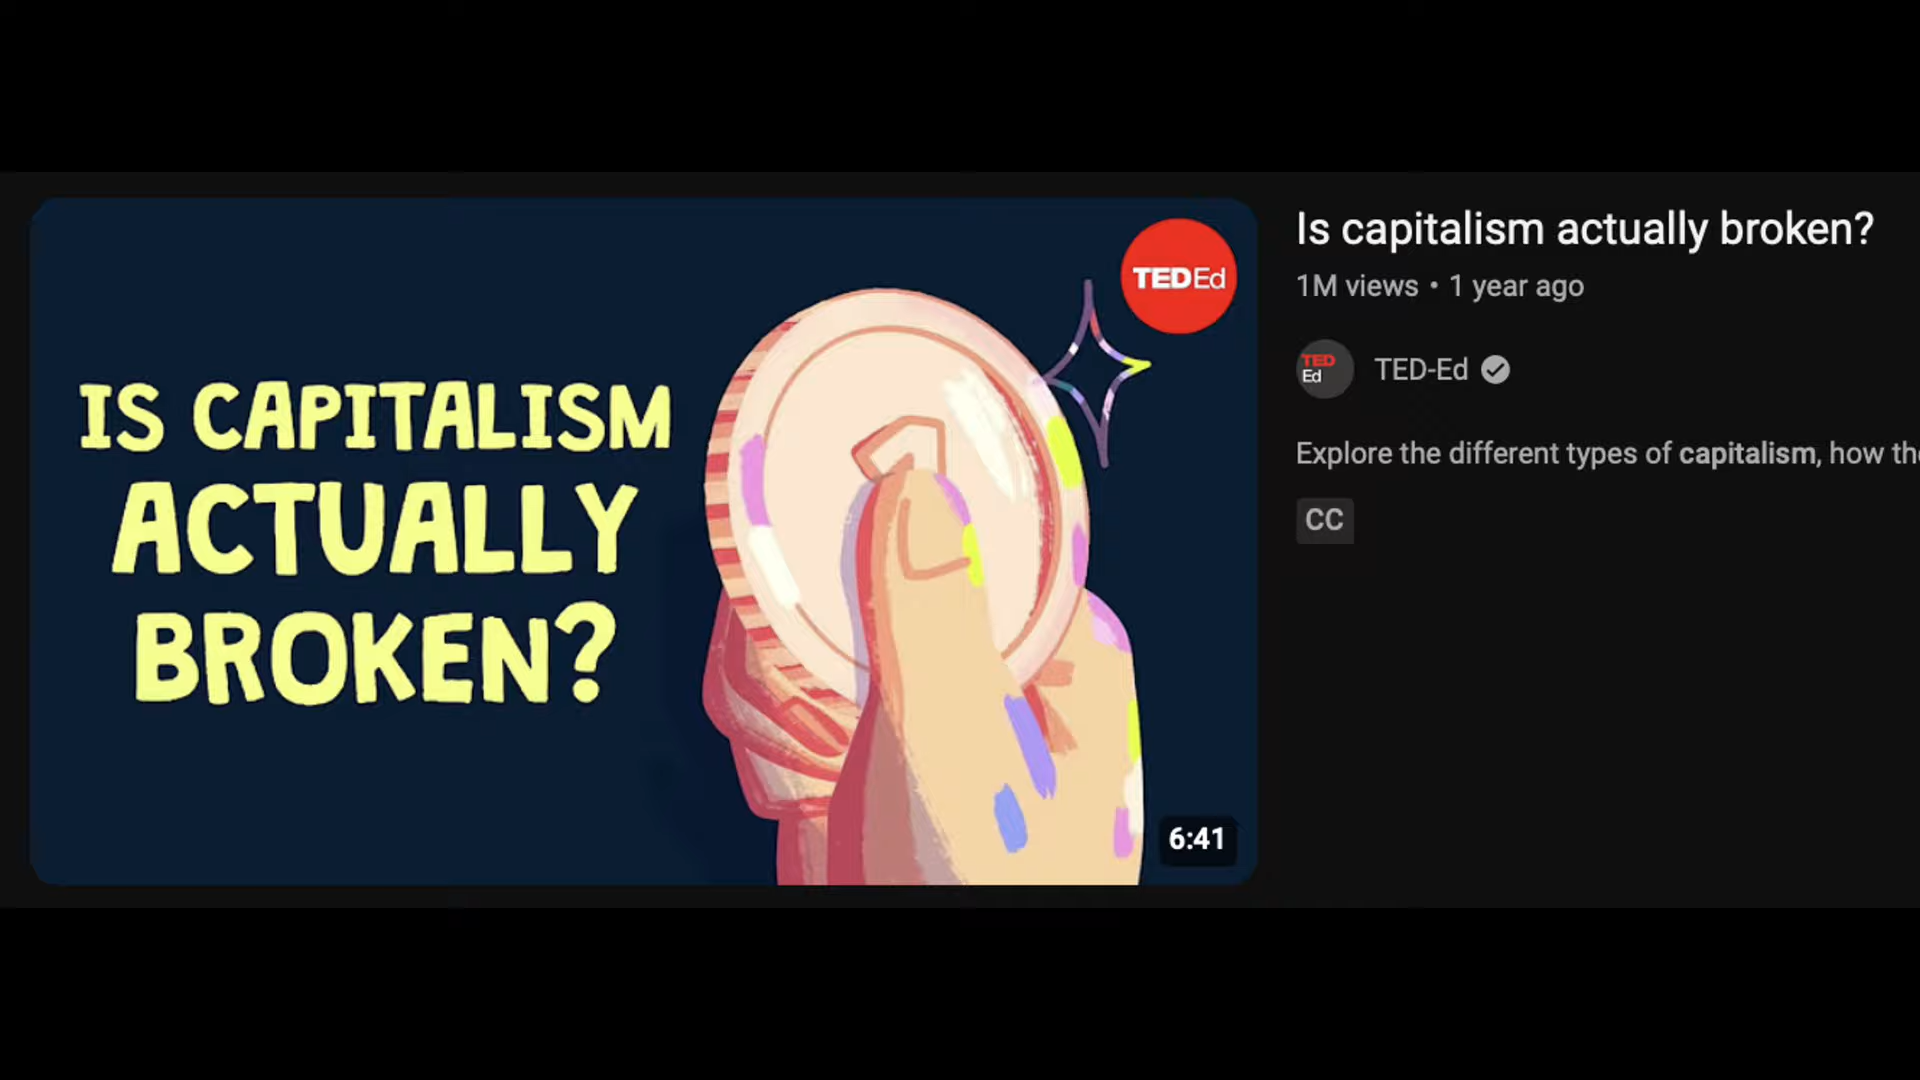 IS CAPITALISM
ACTUALLY
BROKEN?
TEDEd
6:41
Is capitalism actually broken?
1M views • 1 year ago
TED
Ed
TED-Ed
Explore the different types of capitalism, how the
CC